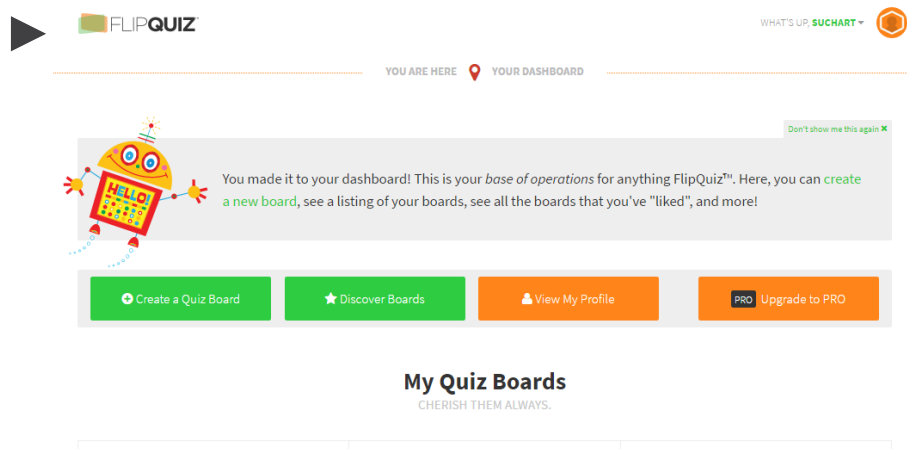 FLIPQUIZ™
WHAT'S UP, SUCHART
YOU ARE HERE YOUR DASHBOARD
Don't show me this again ✖
HELLO!
You made it to your dashboard! This is your base of operations for anything FlipQuiz™. Here, you can create
a new board, see a listing of your boards, see all the boards that you've "liked", and more!
Create a Quiz Board Discover Boards View My Profile PRO Upgrade to PRO
My Quiz Boards
CHERISH THEM ALWAYS.